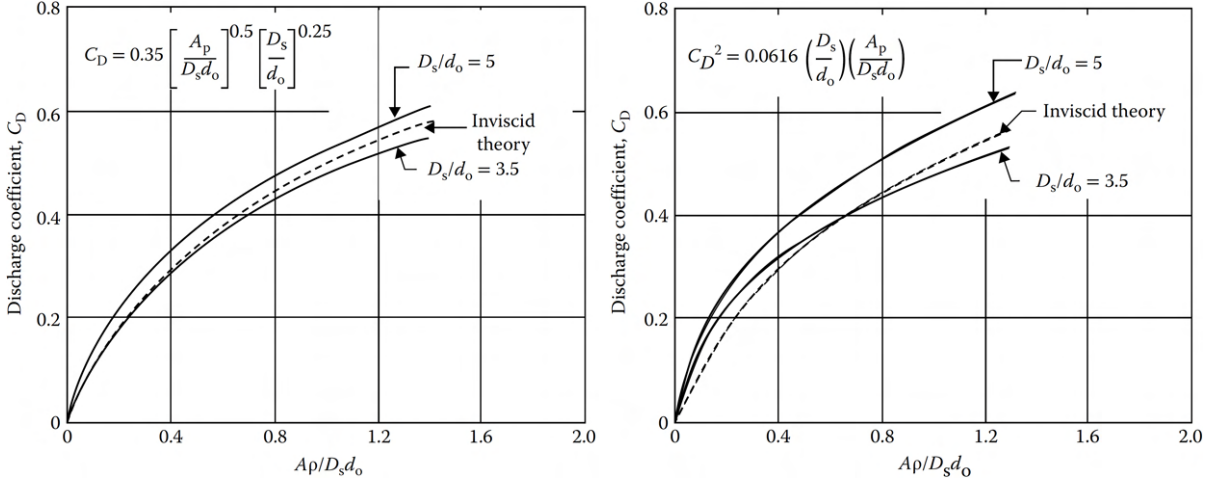 0.8
C_D = 0.35 [A_p/D_s d_o]^0.5 [D_s/d_o]^0.25
D_s/d_o = 5
0.6
Inviscid
theory
D_s/d_o = 3.5
0.4
0.2
0
Discharge coefficient, C_D
0 0.4 0.8 1.2 1.6 2.0
Aρ/D_s d_o
0.8
C_D^2 = 0.0616 (D_s/d_o)(A_p/D_s d_o)
D_s/d_o = 5
0.6
Inviscid theory
D_s/d_o = 3.5
0.4
0.2
0
Discharge coefficient, C_D
0 0.4 0.8 1.2 1.6 2.0
Aρ/D_s d_o